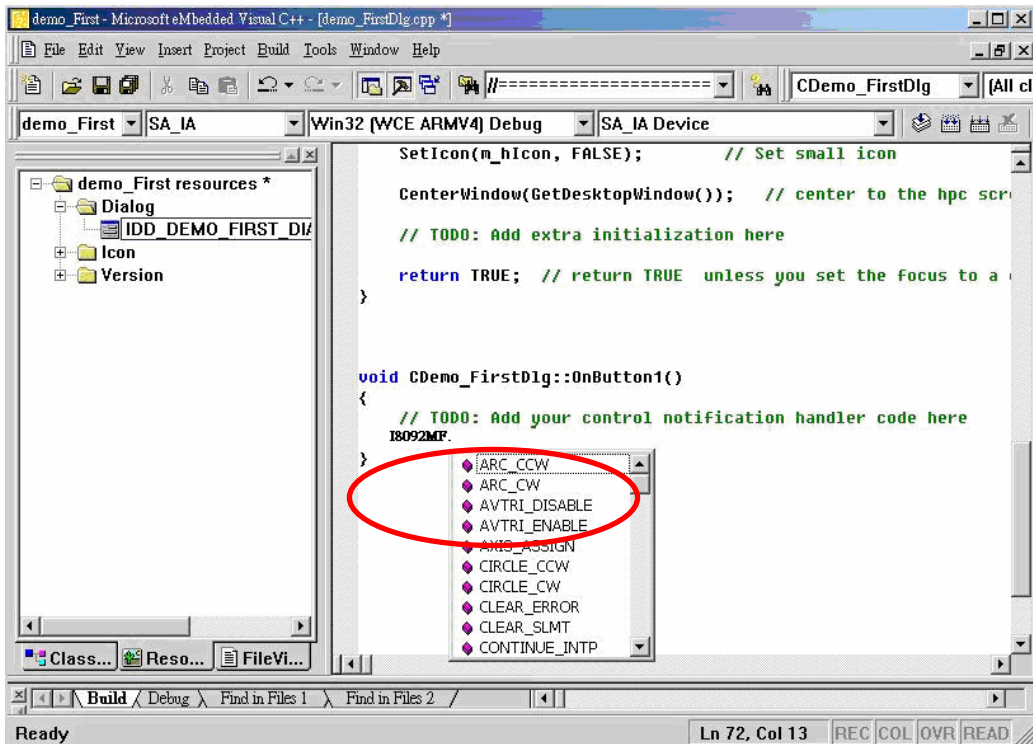 demo_First - Microsoft eMbedded Visual C++ - [demo_FirstDlg.cpp *]
File Edit View Insert Project Build Tools Window Help
//======================= CDemo_FirstDlg (All cl
demo_First SA_IA Win32 (WCE ARMV4) Debug SA_IA Device
demo_First resources *
Dialog
IDD_DEMO_FIRST_DIA
Icon
Version
Class... Reso... FileVi...
SetIcon(m_hIcon, FALSE); // Set small icon
CenterWindow(GetDesktopWindow()); // center to the hpc scr
// TODO: Add extra initialization here
return TRUE; // return TRUE unless you set the focus to a
}
void CDemo_FirstDlg::OnButton1()
{
// TODO: Add your control notification handler code here
I8092MF.
}
ARC_CCW
ARC_CW
AVTRI_DISABLE
AVTRI_ENABLE
AXIS_ASSIGN
CIRCLE_CCW
CIRCLE_CW
CLEAR_ERROR
CLEAR_SLMT
CONTINUE_INTP
Build Debug Find in Files 1 Find in Files 2
Ready Ln 72, Col 13 REC COL OVR READ